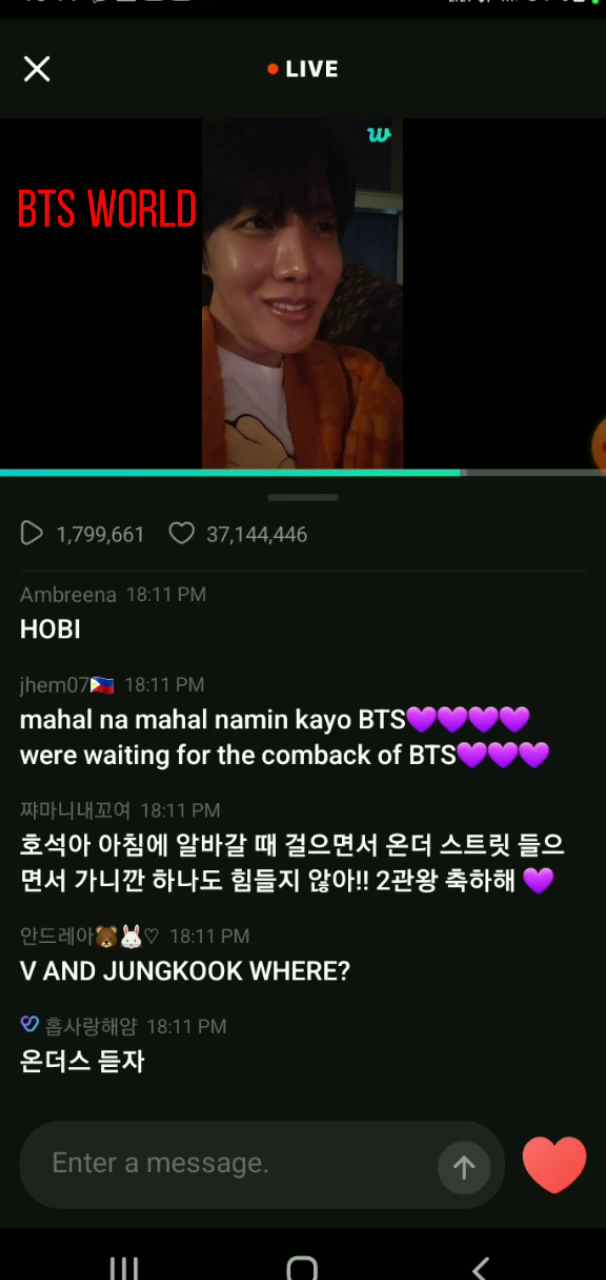 LIVE
BTS WORLD
1,799,661 37,144,446
Ambreena 18:11 PM
HOBI
jhem07🇵🇭 18:11 PM
mahal na mahal namin kayo BTS💜💜💜💜
were waiting for the comback of BTS💜💜💜
쨔마니내꼬여 18:11 PM
호석아 아침에 알바갈 때 걸으면서 온더 스트릿 들으
면서 가니깐 하나도 힘들지 않아!! 2관왕 축하해 💜
안드레아🐻🐰♡ 18:11 PM
V AND JUNGKOOK WHERE?
홉사랑해얌 18:11 PM
온더스 듣자
Enter a message.